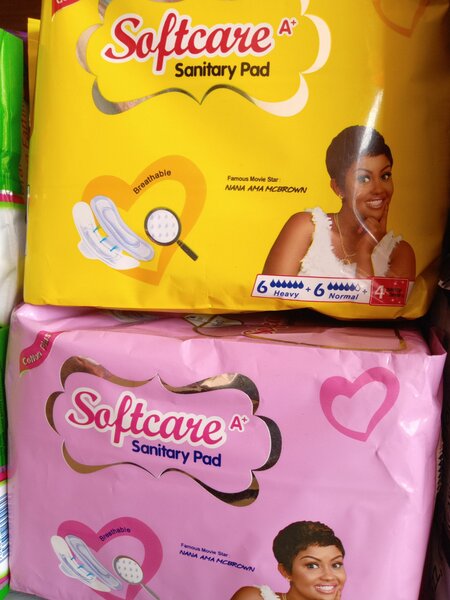 Softcare A+
Sanitary Pad
Breathable
Famous Movie Star:
NANA AMA MCBROWN
6 Heavy + 6 Normal + 4
Softcare A+
Sanitary Pad
Breathable
Famous Movie Star
NANA AMA MCBROWN